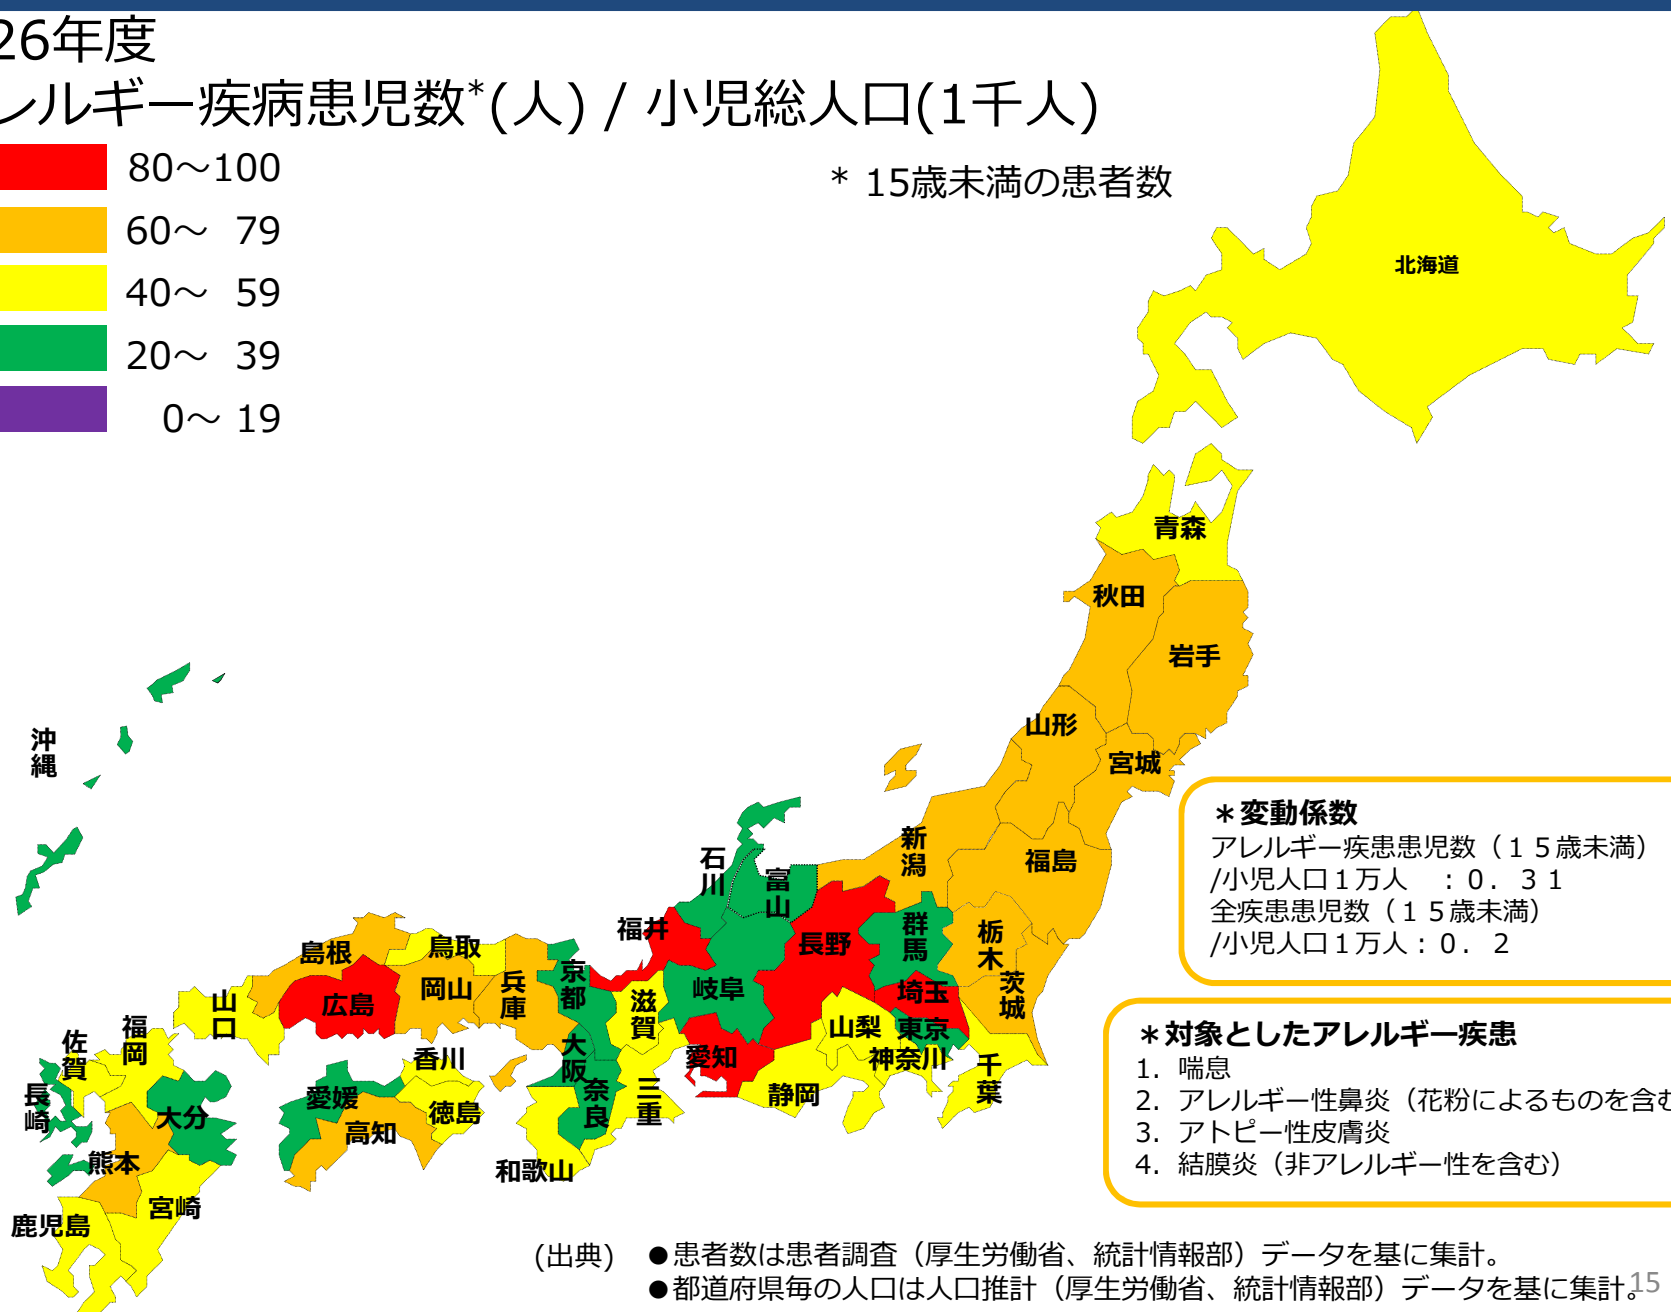 26年度
レルギー疾病患児数*(人) / 小児総人口(1千人)
80～100
60～ 79
40～ 59
20～ 39
0～ 19
* 15歳未満の患者数
北海道
青森
秋田
岩手
山形
宮城
福島
新潟
石川
富山
福井
長野
群馬
栃木
茨城
埼玉
東京
山梨
神奈川
千葉
静岡
愛知
岐阜
滋賀
三重
京都
大阪
奈良
和歌山
兵庫
鳥取
島根
岡山
広島
山口
香川
徳島
愛媛
高知
福岡
佐賀
長崎
大分
熊本
宮崎
鹿児島
沖縄
＊変動係数
アレルギー疾患患児数（１５歳未満）
/小児人口１万人　：０．３１
全疾患患児数（１５歳未満）
/小児人口１万人：０．２
＊対象としたアレルギー疾患
1. 喘息
2. アレルギー性鼻炎（花粉によるものを含む
3. アトピー性皮膚炎
4. 結膜炎（非アレルギー性を含む）
(出典) ●患者数は患者調査（厚生労働省、統計情報部）データを基に集計。
●都道府県毎の人口は人口推計（厚生労働省、統計情報部）データを基に集計。
15